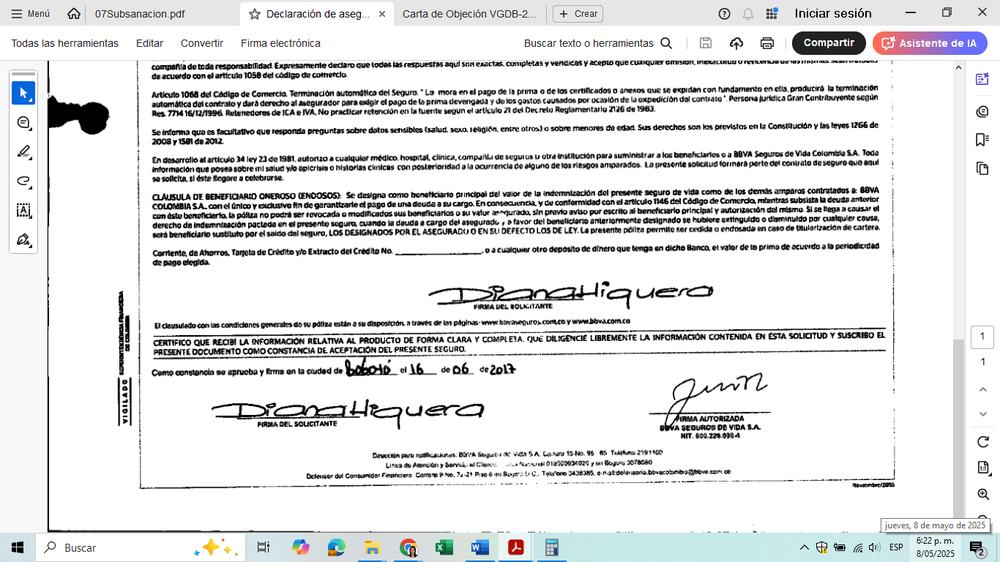 Menú 07Subsanacion.pdf Declaración de aseg... Carta de Objeción VGDB-2... Crear Iniciar sesión
Todas las herramientas Editar Convertir Firma electrónica Buscar texto o herramientas Compartir Asistente de IA
compañía de toda responsabilidad. Expresamente declaro que todas las respuestas aquí son exactas, completas y verídicas y acepto que cualquier omisión, inexactitud o reticencia de las mismas, serán tratadas
de acuerdo con el artículo 1058 del código de comercio.
Artículo 1068 del Código de Comercio. Terminación automática del Seguro. " La mora en el pago de la prima o de los certificados o anexos que se expidan con fundamento en ella, producirá la terminación
automática del contrato y dará derecho al asegurador para exigir el pago de la prima devengada y de los gastos causados por ocasión de la expedición del contrato ". Persona jurídica Gran Contribuyente según
Res. 7714 16/12/1996. Retenedores de ICA e IVA. No practicar retención en la fuente según el artículo 21 del Decreto Reglamentario 2126 de 1983.
Se informa que es facultativo que responda preguntas sobre datos sensibles (salud, sexo, religión, entre otros) o sobre menores de edad. Sus derechos son los previstos en la Constitución y las leyes 1266 de
2008 y 1581 de 2012.
En desarrollo al artículo 34 ley 23 de 1981, autorizo a cualquier médico, hospital, clínica, compañía de seguros u otra institución para suministrar a los beneficiarios o a BBVA Seguros de Vida Colombia S.A. Toda
información que posea sobre mi salud y/o epicrisis o historias clínicas con posterioridad a la ocurrencia de alguno de los riesgos amparados. La presente solicitud formará parte del contrato de seguro que aquí
se solicita, si éste llegare a celebrarse.
CLÁUSULA DE BENEFICIARIO ONEROSO (ENDOSOS): Se designa como beneficiario principal del valor de la indemnización del presente seguro de vida como de los demás amparos contratados a: BBVA
COLOMBIA S.A., con el único y exclusivo fin de garantizarle el pago de una deuda a su cargo. En consecuencia, y de conformidad con el artículo 1146 del Código de Comercio, mientras subsista la deuda anterior
con éste beneficiario, la póliza no podrá ser revocada o modificados sus beneficiarios o su valor asegurado, sin previo aviso por escrito al beneficiario principal y autorización del mismo. Si se llega a causar el
derecho de indemnización pactada en el presente seguro, cuando la deuda a cargo del asegurado y a favor del beneficiario anteriormente designado se hubiere extinguido o disminuido por cualquier causa,
será beneficiario sustituto por el saldo del seguro, LOS DESIGNADOS POR EL ASEGURADO O EN SU DEFECTO LOS DE LEY. La presente póliza permite ser cedida o endosada en caso de titularización de cartera.
Corriente, de Ahorros, Tarjeta de Crédito y/o Extracto del Crédito No. ____________, o a cualquier otro depósito de dinero que tenga en dicho Banco, el valor de la prima de acuerdo a la periodicidad
de pago elegida.
Diana Higuera
FIRMA DEL SOLICITANTE
El clausulado con las condiciones generales de su póliza están a su disposición, a través de las páginas: www.bbvaseguros.com.co y www.bbva.com.co
CERTIFICO QUE RECIBÍ LA INFORMACIÓN RELATIVA AL PRODUCTO DE FORMA CLARA Y COMPLETA, QUE DILIGENCIÉ LIBREMENTE LA INFORMACIÓN CONTENIDA EN ESTA SOLICITUD Y SUSCRIBO EL
PRESENTE DOCUMENTO COMO CONSTANCIA DE ACEPTACIÓN DEL PRESENTE SEGURO.
Como constancia se aprueba y firma en la ciudad de Bogotá el 16 de 06 de 2017
Diana Higuera
FIRMA DEL SOLICITANTE
FIRMA AUTORIZADA
BBVA SEGUROS DE VIDA S.A.
NIT. 800.226.098-4
Dirección para notificaciones: BBVA Seguros de Vida S.A. Carrera 15 No. 95 - 65 Teléfono 2191100
Línea de Atención y Servicio al Cliente: Nacional 018000934020 y en Bogotá 3078080
Defensor del Consumidor Financiero Carrera 9 No. 72-21 Piso 6 en Bogotá D.C.: Teléfono 3438385, e-mail:defensoria.bbvacolombia@bbva.com.co
VIGILADO SUPERINTENDENCIA FINANCIERA
DE COLOMBIA
1
1
jueves, 8 de mayo de 2025
Buscar ESP 6:22 p. m.
8/05/2025
2